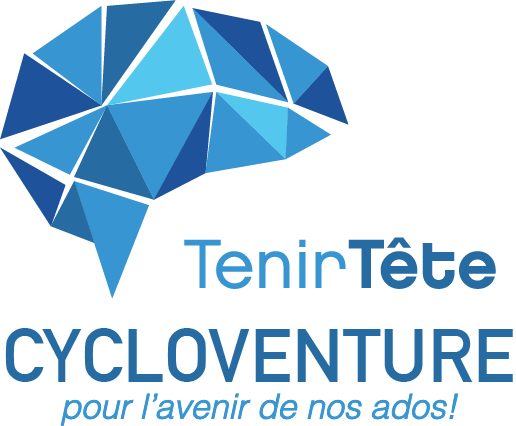 TenirTête
CYCLOVENTURE
pour l'avenir de nos ados!